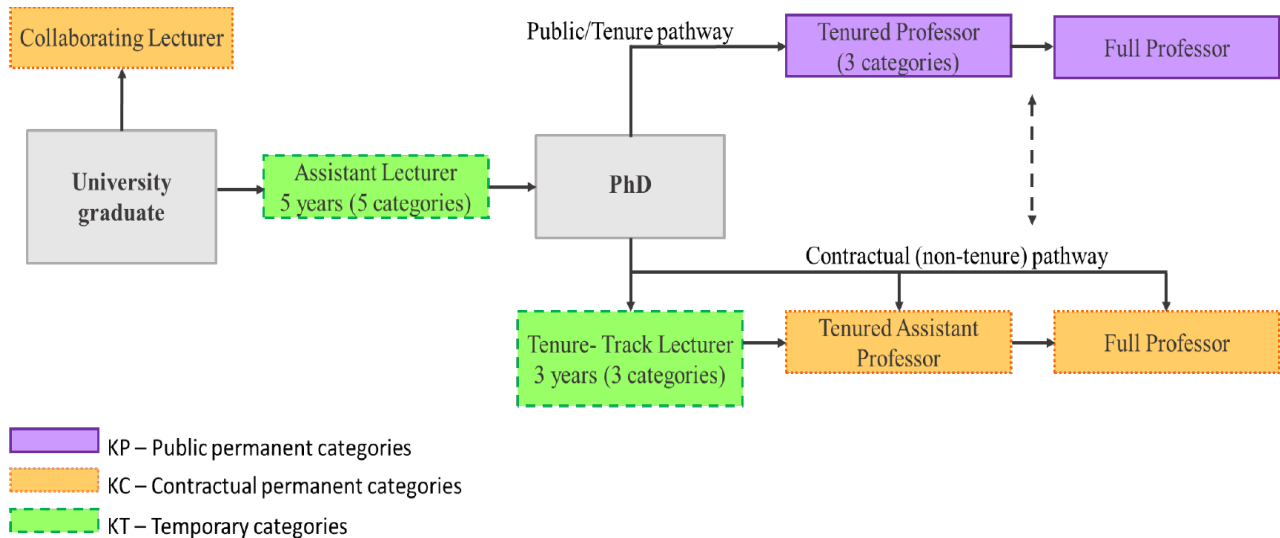 Collaborating Lecturer
Public/Tenure pathway
Tenured Professor
(3 categories)
Full Professor
University
graduate
Assistant Lecturer
5 years (5 categories)
PhD
Contractual (non-tenure) pathway
Tenure- Track Lecturer
3 years (3 categories)
Tenured Assistant
Professor
Full Professor
KP – Public permanent categories
KC – Contractual permanent categories
KT – Temporary categories